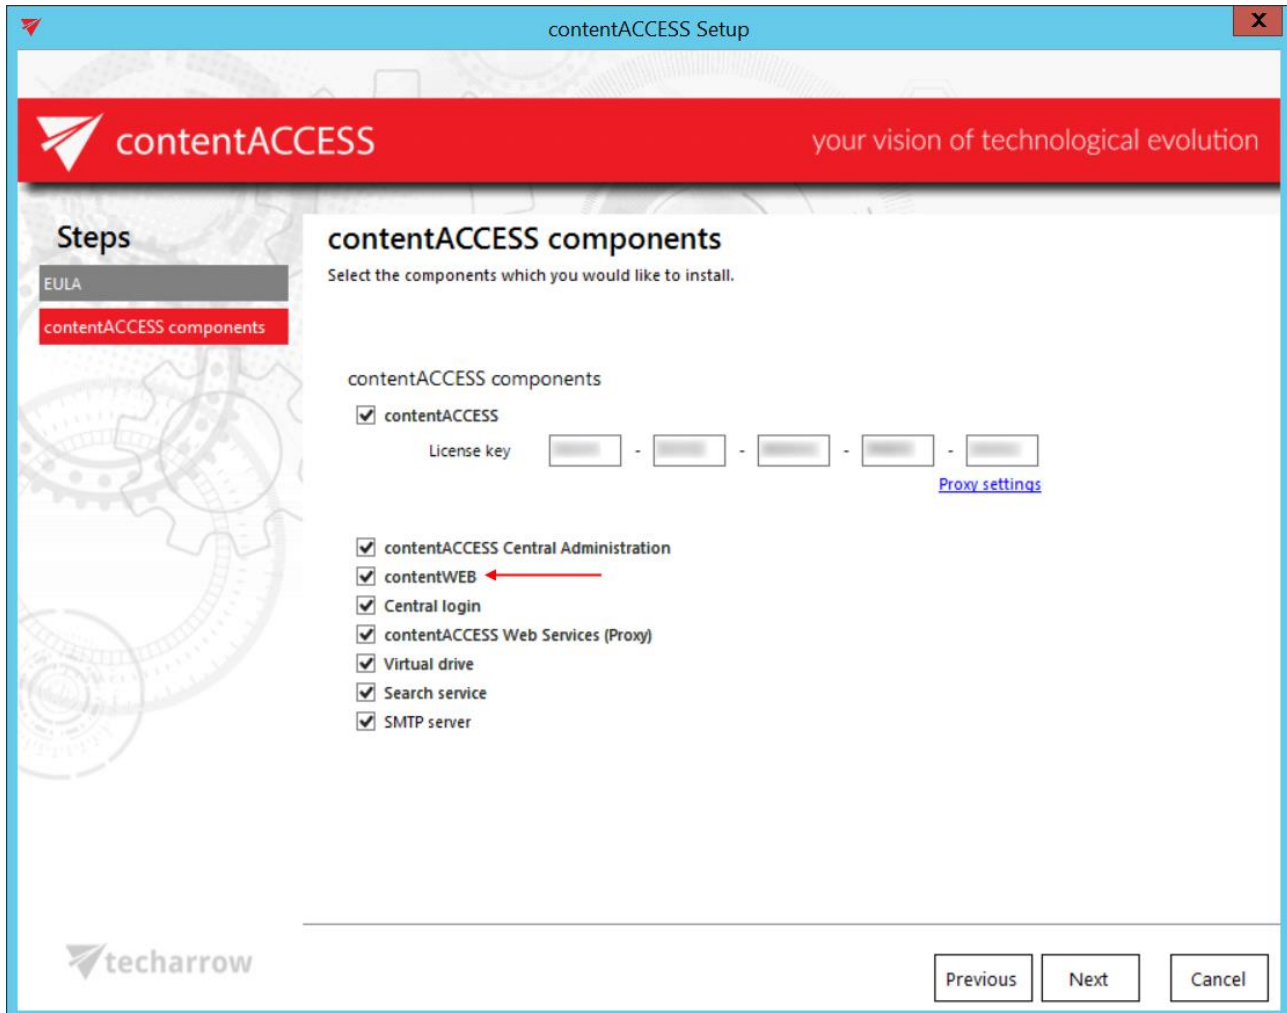 contentACCESS Setup
X
contentACCESS
your vision of technological evolution
Steps
EULA
contentACCESS components
contentACCESS components
Select the components which you would like to install.
contentACCESS components
contentACCESS
License key - - - -
Proxy settings
contentACCESS Central Administration
contentWEB
Central login
contentACCESS Web Services (Proxy)
Virtual drive
Search service
SMTP server
techarrow
Previous
Next
Cancel